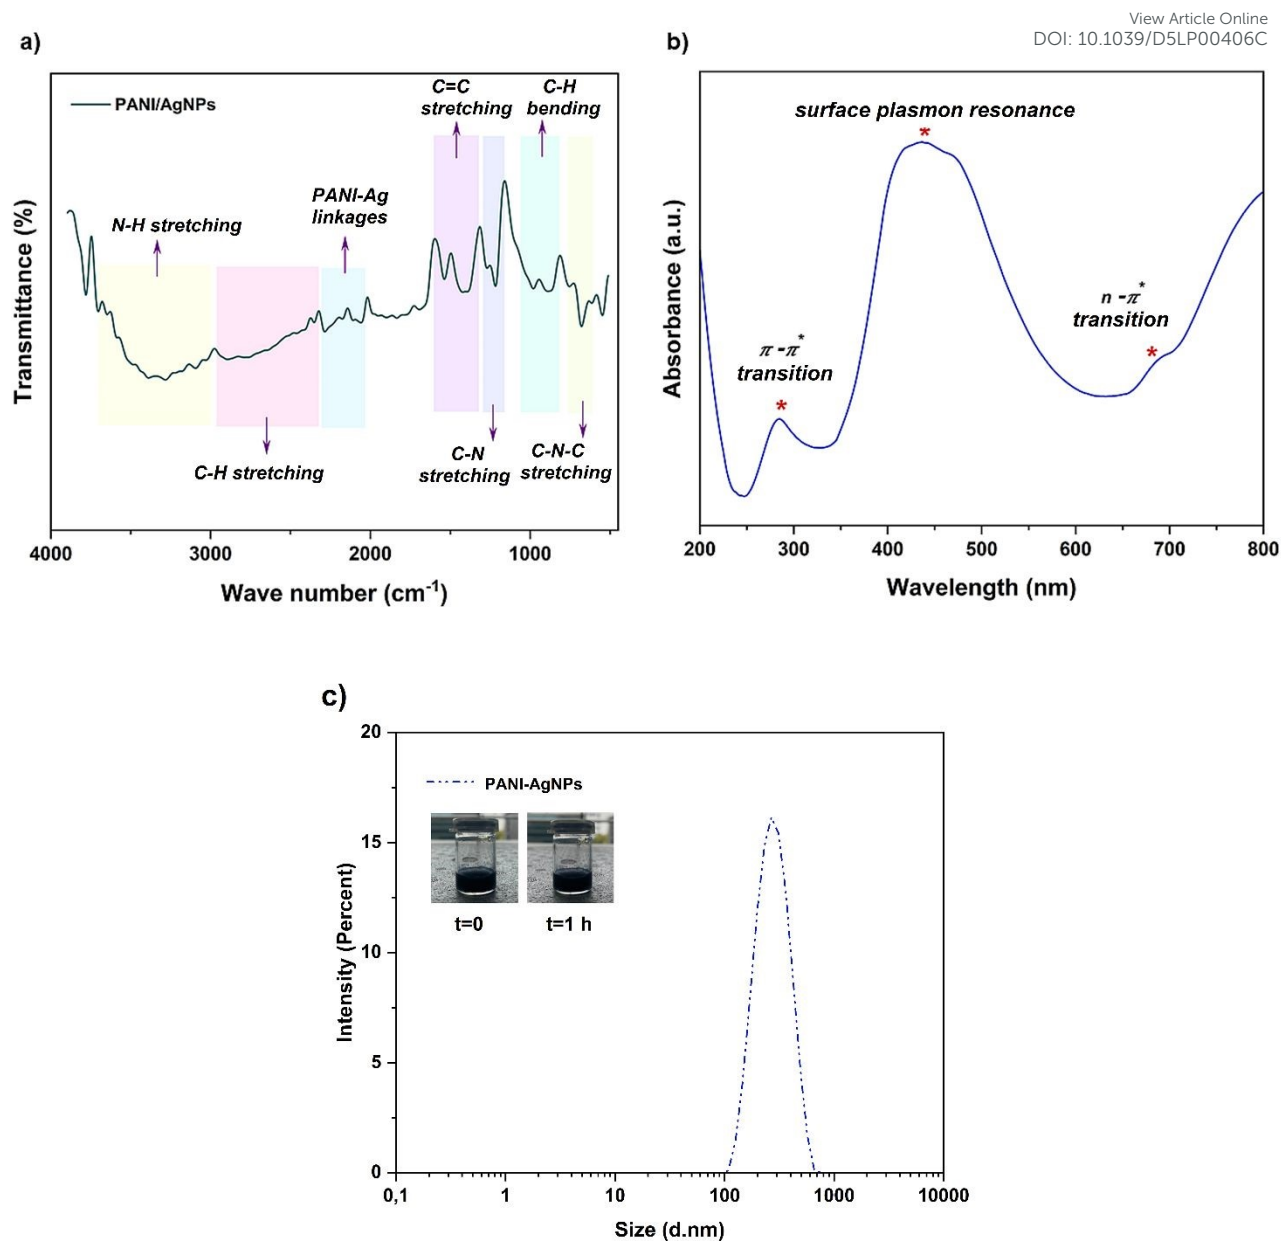 View Article Online
DOI: 10.1039/D5LP00406C
a)
PANI/AgNPs
C=C
stretching
C-H
bending
N-H stretching
PANI-Ag
linkages
C-H stretching
C-N
stretching
C-N-C
stretching
Transmittance (%)
4000 3000 2000 1000
Wave number (cm⁻¹)
b)
surface plasmon resonance
*
π -π*
transition
*
n -π*
transition
*
Absorbance (a.u.)
200 300 400 500 600 700 800
Wavelength (nm)
c)
20
15
10
5
0
PANI-AgNPs
t=0 t=1 h
Intensity (Percent)
0,1 1 10 100 1000 10000
Size (d.nm)